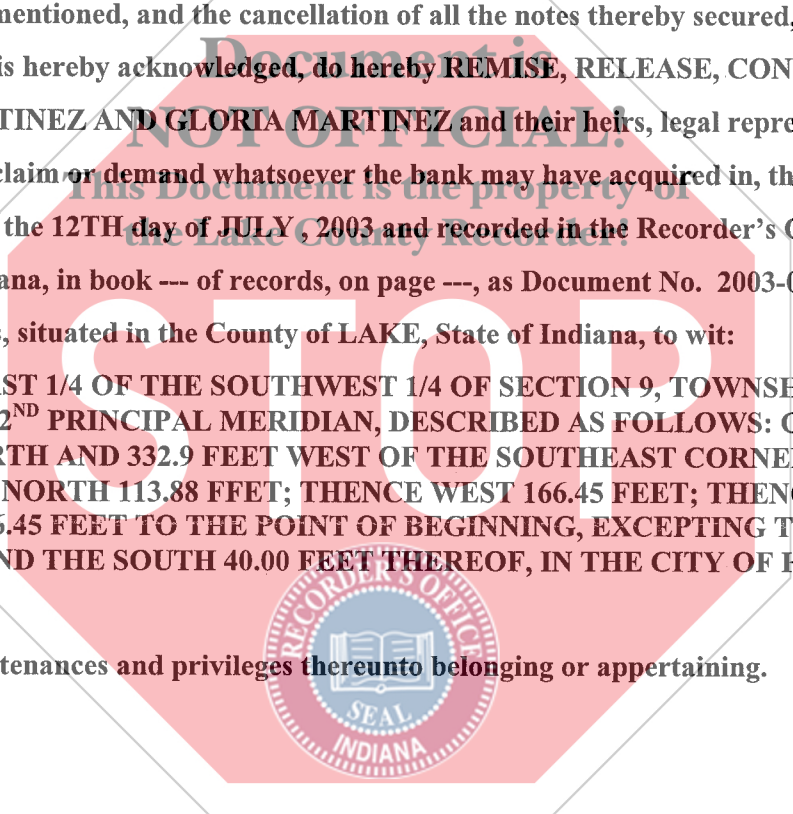 mentioned, and the cancellation of all the notes thereby secured,
Document is
is hereby acknowledged, do hereby REMISE, RELEASE, CON
NOT OFFICIAL!
TINEZ AND GLORIA MARTINEZ and their heirs, legal repre
claim or demand whatsoever the bank may have acquired in, th
This Document is the property of
the 12TH day of JULY , 2003 and recorded in the Recorder's
the Lake County Recorder!
ana, in book --- of records, on page ---, as Document No. 2003-0
s, situated in the County of LAKE, State of Indiana, to wit:
STOP
AST 1/4 OF THE SOUTHWEST 1/4 OF SECTION 9, TOWNSH
2ND PRINCIPAL MERIDIAN, DESCRIBED AS FOLLOWS: C
RTH AND 332.9 FEET WEST OF THE SOUTHEAST CORNE
NORTH 113.88 FFET; THENCE WEST 166.45 FEET; THENC
6.45 FEET TO THE POINT OF BEGINNING, EXCEPTING T
ND THE SOUTH 40.00 FEET THEREOF, IN THE CITY OF
RECORDER'S OFFICE
tenances and privileges thereunto belonging or appertaining.
SEAL
INDIANA